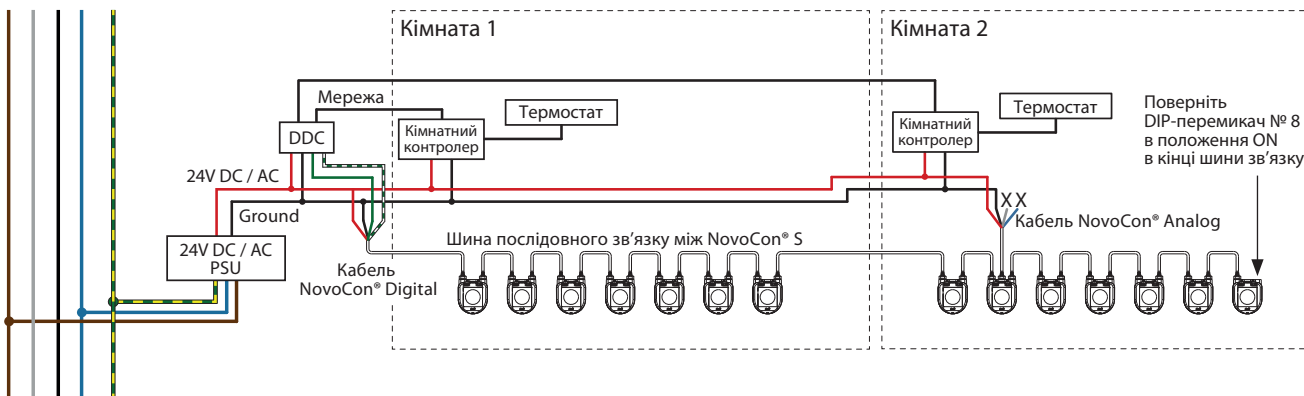 Кімната 1
Кімната 2
Мережа
Термостат
Термостат
Поверніть
DIP-перемикач № 8
в положення ON
в кінці шини зв’язку
DDC
Кімнатний
контролер
Кімнатний
контролер
24V DC / AC
Ground
X X
Кабель NovoCon® Analog
24V DC / AC
PSU
Шина послідовного зв’язку між NovoCon® S
Кабель
NovoCon® Digital